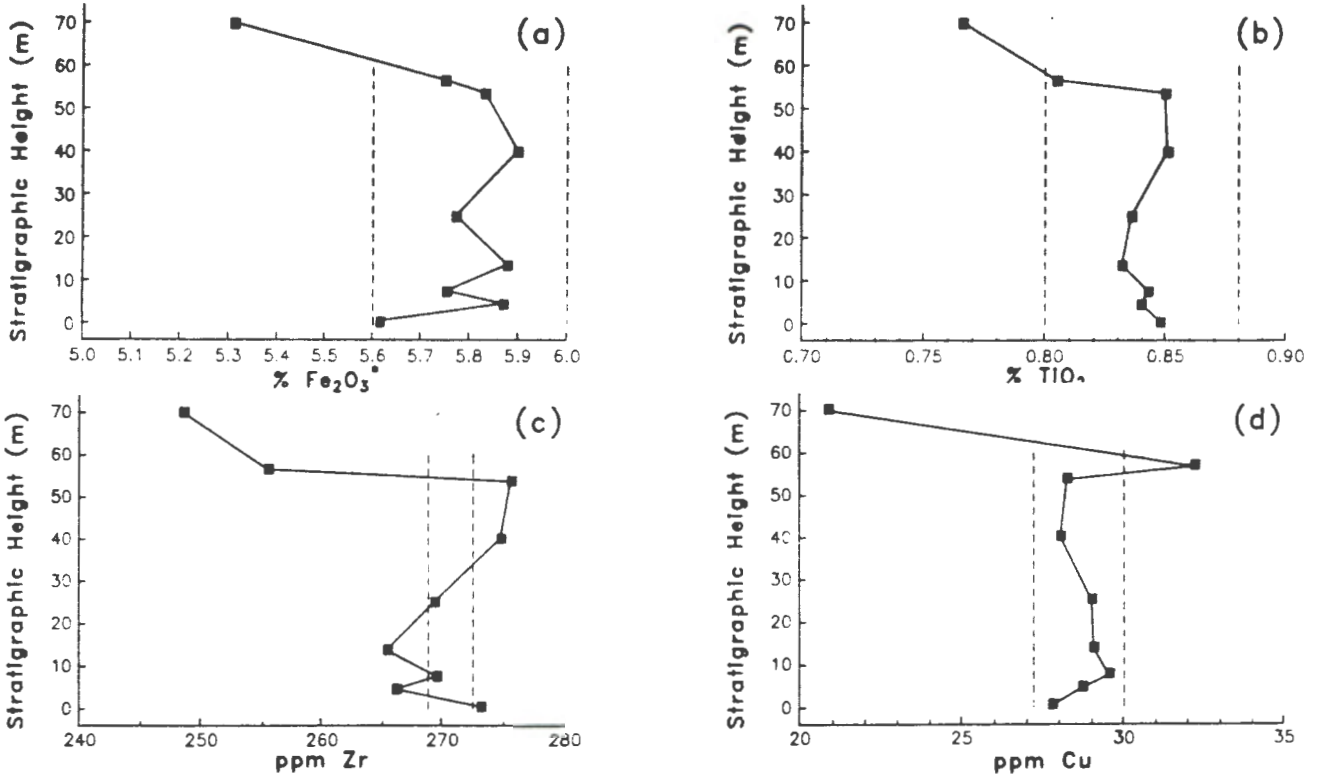 (a)
Stratigraphic Height (m)
70
60
50
40
30
20
10
0
5.0 5.1 5.2 5.3 5.4 5.5 5.6 5.7 5.8 5.9 6.0
% Fe₂O₃*
(b)
Stratigraphic Height (m)
70
60
50
40
30
20
10
0
0.70 0.75 0.80 0.85 0.90
% TiO₂
(c)
Stratigraphic Height (m)
70
60
50
40
30
20
10
0
240 250 260 270 280
ppm Zr
(d)
Stratigraphic Height (m)
70
60
50
40
30
20
10
0
20 25 30 35
ppm Cu